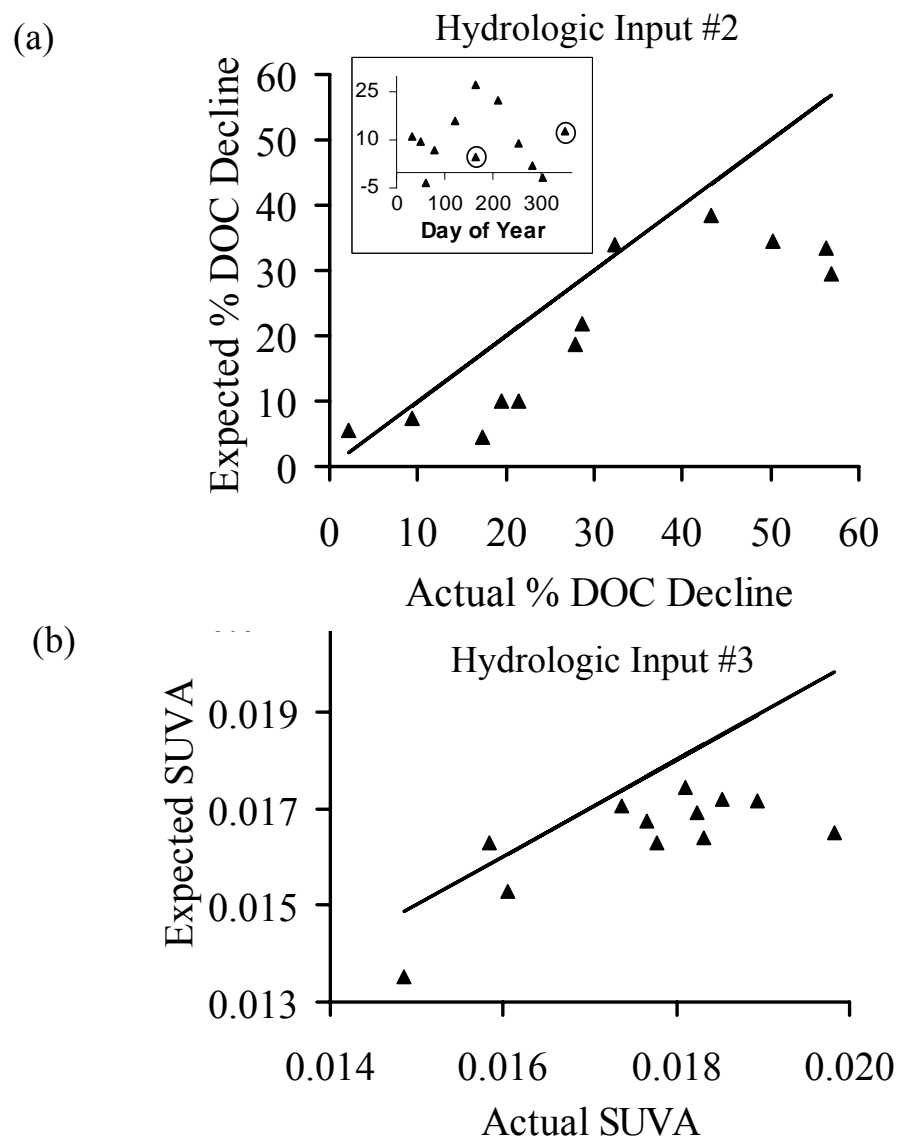 (a)
Hydrologic Input #2
Expected % DOC Decline
60
50
40
30
20
10
0
25
10
-5
0 100 200 300
Day of Year
0 10 20 30 40 50 60
Actual % DOC Decline
(b)
Hydrologic Input #3
Expected SUVA
0.019
0.017
0.015
0.013
0.014 0.016 0.018 0.020
Actual SUVA